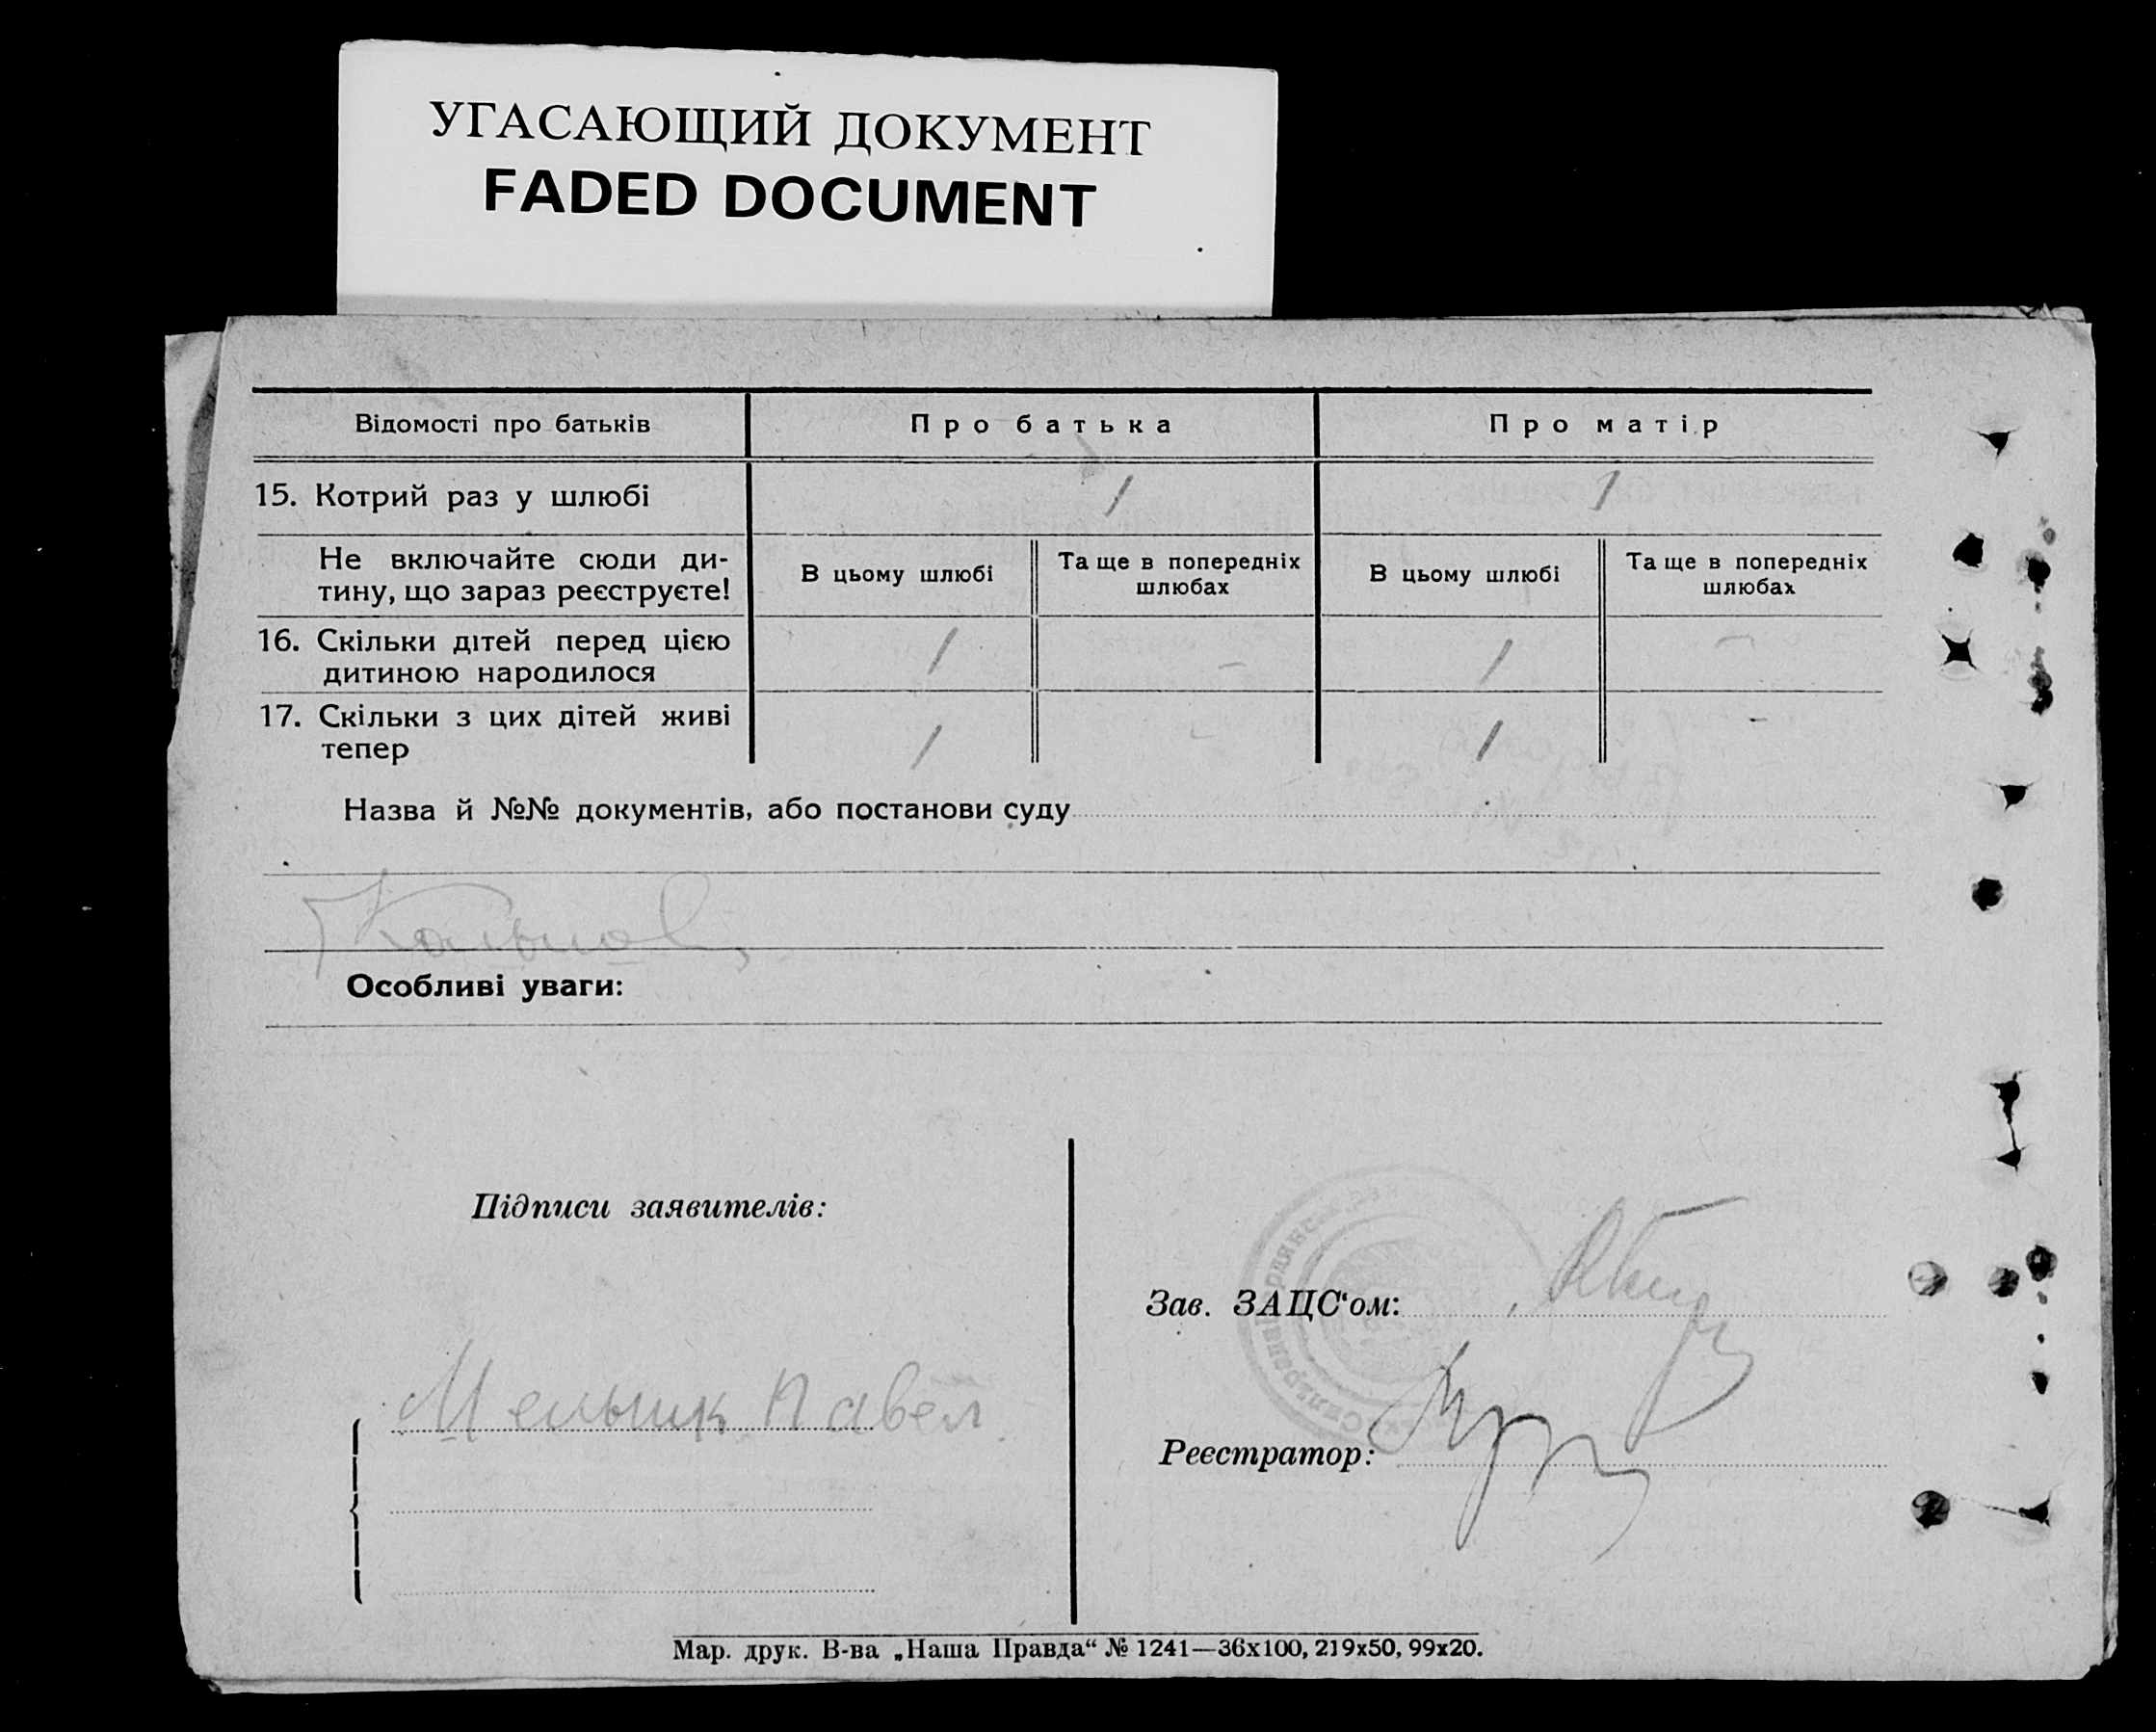 УГАСАЮЩИЙ ДОКУМЕНТ
FADED DOCUMENT
Відомості про батьків
Про батька
Про матір
15. Котрий раз у шлюбі
1
1
Не включайте сюди ди-
тину, що зараз реєструєте!
В цьому шлюбі
Та ще в попередніх
шлюбах
В цьому шлюбі
Та ще в попередніх
шлюбах
16. Скільки дітей перед цією
дитиною народилося
1
–
1
–
17. Скільки з цих дітей живі
тепер
1
–
1
–
Назва й №№ документів, або постанови суду
Особливі уваги:
Підписи заявителів:
Зав. ЗАЦС‘ом:
Мельник Павел
Реєстратор:
Мар. друк. В-ва „Наша Правда“ № 1241—36х100, 219х50, 99х20.